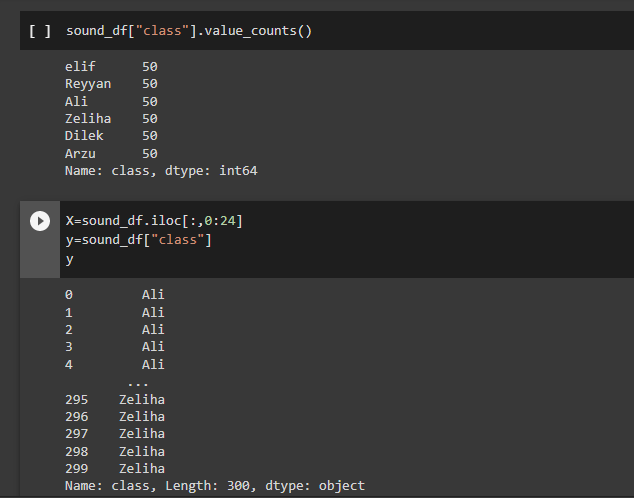 [ ] sound_df["class"].value_counts()
elif      50
Reyyan    50
Ali       50
Zeliha    50
Dilek     50
Arzu      50
Name: class, dtype: int64
X=sound_df.iloc[:,0:24]
y=sound_df["class"]
y
0         Ali
1         Ali
2         Ali
3         Ali
4         Ali
        ...
295    Zeliha
296    Zeliha
297    Zeliha
298    Zeliha
299    Zeliha
Name: class, Length: 300, dtype: object